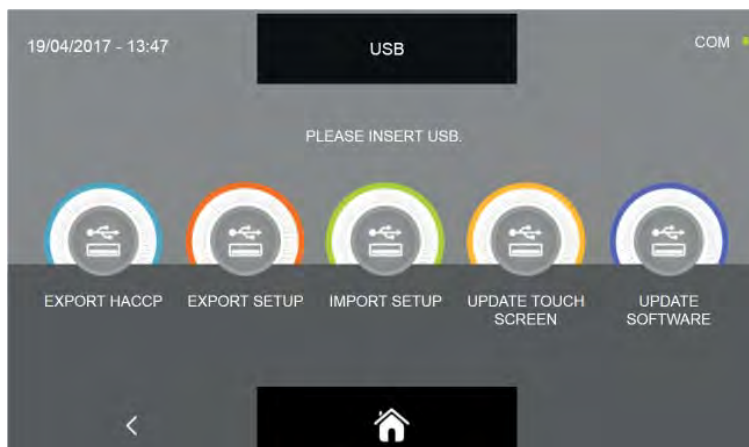 19/04/2017 - 13:47
USB
COM
PLEASE INSERT USB.
EXPORT HACCP
EXPORT SETUP
IMPORT SETUP
UPDATE TOUCH
SCREEN
UPDATE
SOFTWARE